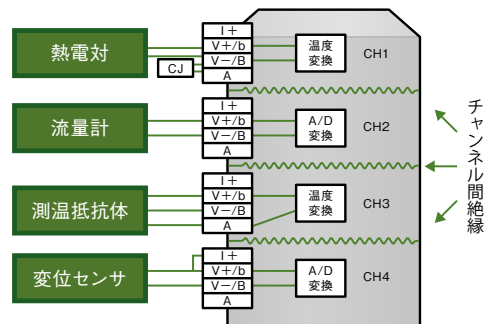 熱電対
CJ
I+
V+/b
V−/B
A
温度
変換
CH1
流量計
I+
V+/b
V−/B
A
A/D
変換
CH2
測温抵抗体
I+
V+/b
V−/B
A
温度
変換
CH3
変位センサ
I+
V+/b
V−/B
A
A/D
変換
CH4
チャンネル間絶縁